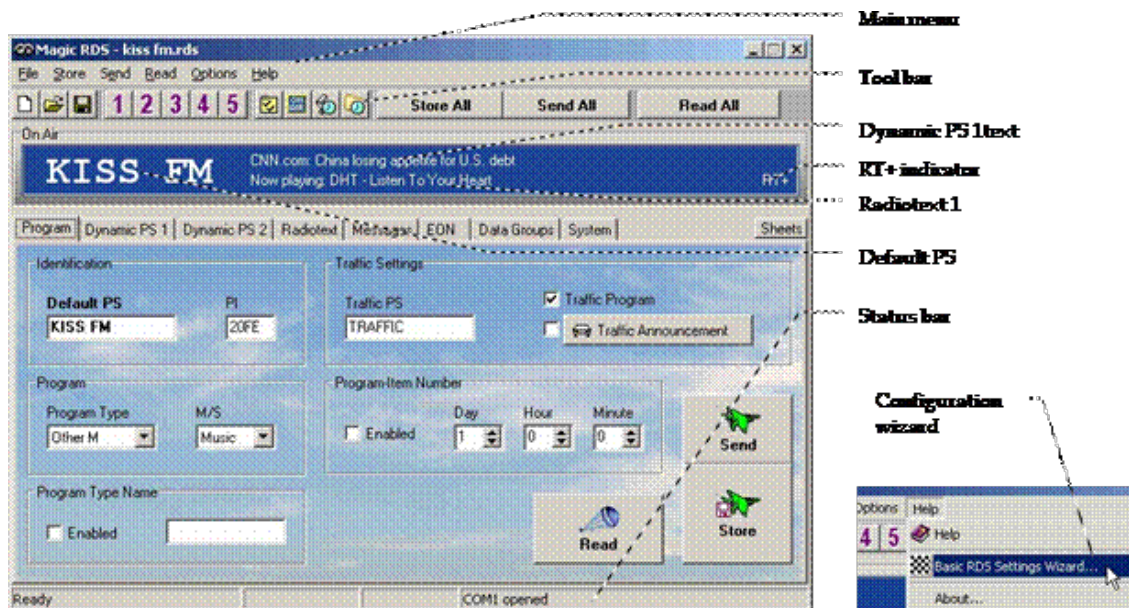 Main menu
Magic RDS - kiss fm.rds
File Store Send Read Options Help
Tool bar
1 2 3 4 5 Store All Send All Read All
On Air
Dynamic PS 1 text
KISS FM
CNN.com: China losing appetite for U.S. debt
Now playing: DHT - Listen To Your Heart
RT+
RT+ indicator
Radiotext 1
Program Dynamic PS 1 Dynamic PS 2 Radiotext Messages EON Data Groups System Sheets
Default PS
Identification
Traffic Settings
Default PS PI
KISS FM 20FE
Traffic PS
TRAFFIC
Traffic Program
Traffic Announcement
Status bar
Program
Program Type M/S
Other M Music
Program-Item Number
Day Hour Minute
Enabled 1 0 0
Send
Configuration
wizard
Program Type Name
Enabled
Read
Store
Options Help
4 5 Help
Basic RDS Settings Wizard...
About...
Ready COM1 opened